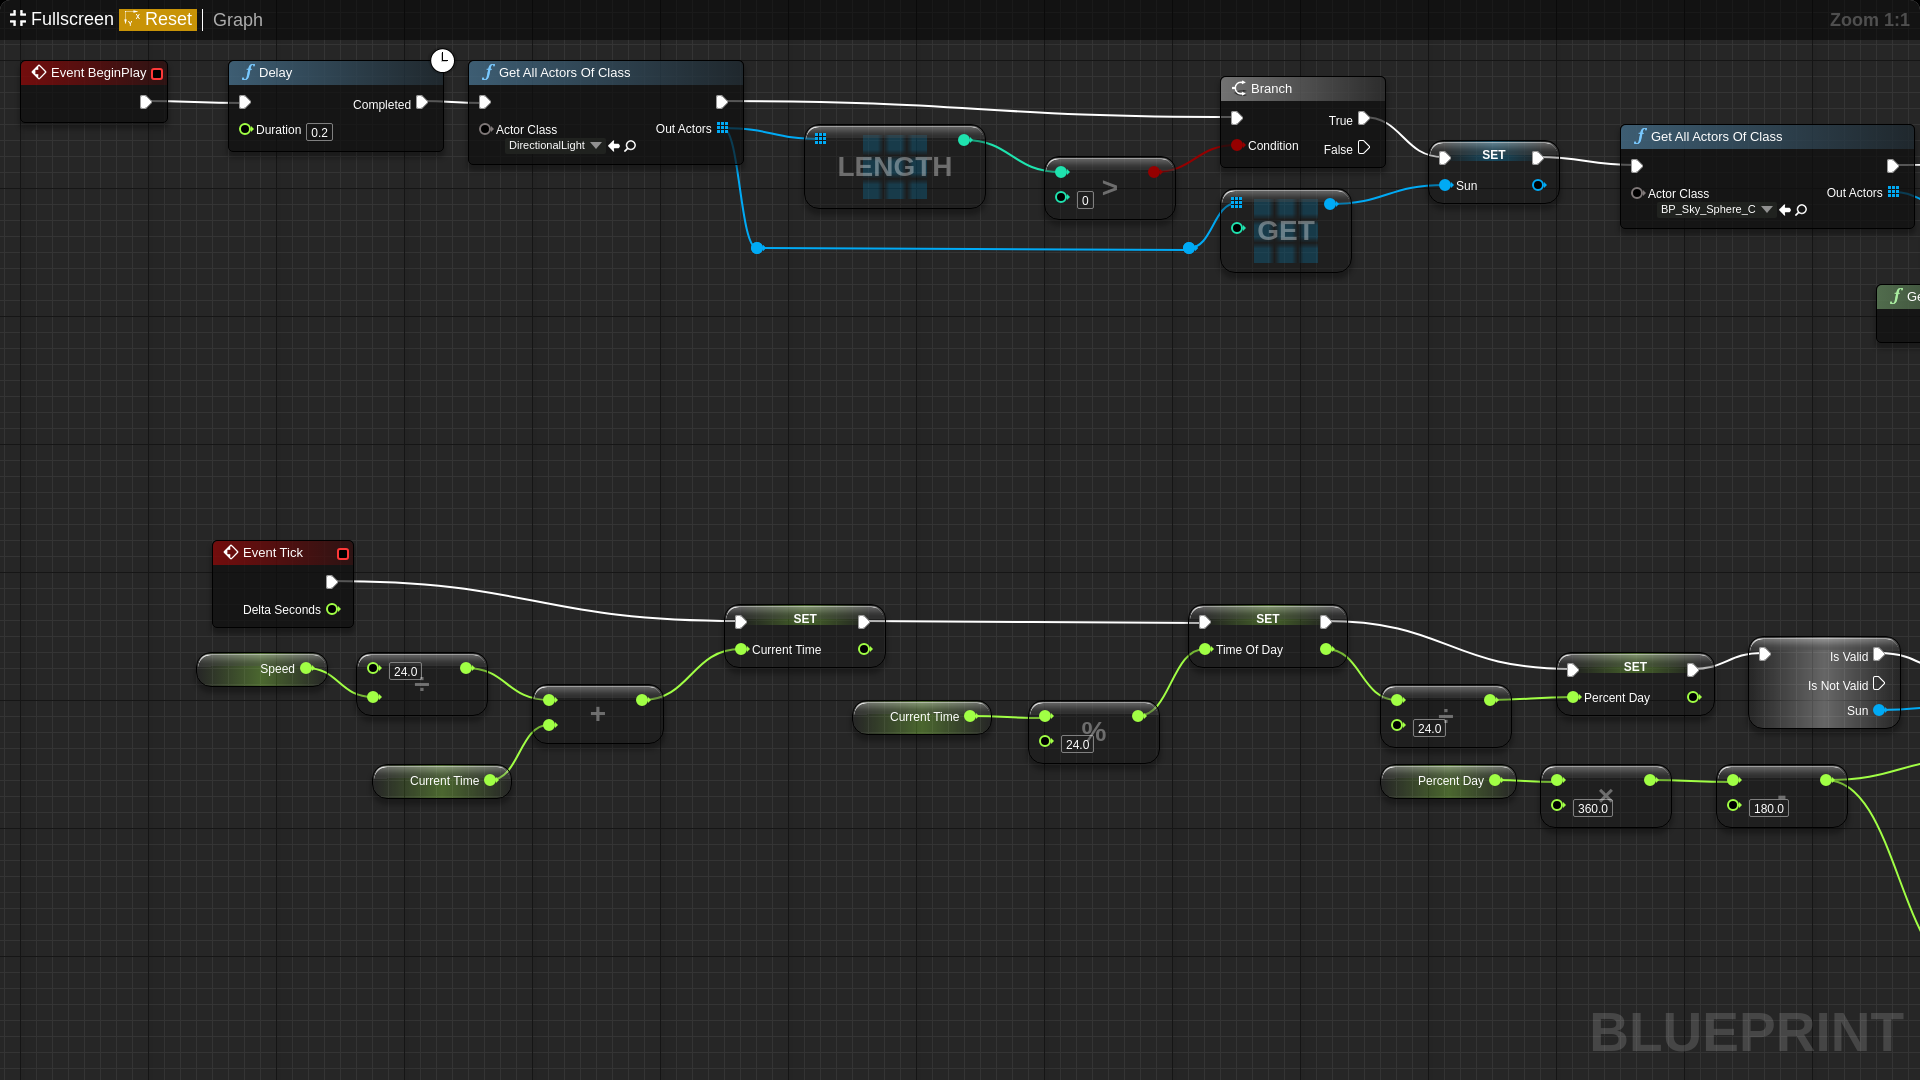 Fullscreen Reset Graph Zoom 1:1
Event BeginPlay
Delay
Completed
Duration 0.2
Get All Actors Of Class
Actor Class
DirectionalLight
Out Actors
LENGTH
>
0
Branch
True
Condition
False
GET
SET
Sun
Get All Actors Of Class
Actor Class
BP_Sky_Sphere_C
Out Actors
Ge
Event Tick
Delta Seconds
Speed
24.0
÷
+
Current Time
SET
Current Time
Current Time
%
24.0
SET
Time Of Day
÷
24.0
SET
Percent Day
Is Valid
Is Not Valid
Sun
Percent Day
×
360.0
-
180.0
BLUEPRINT